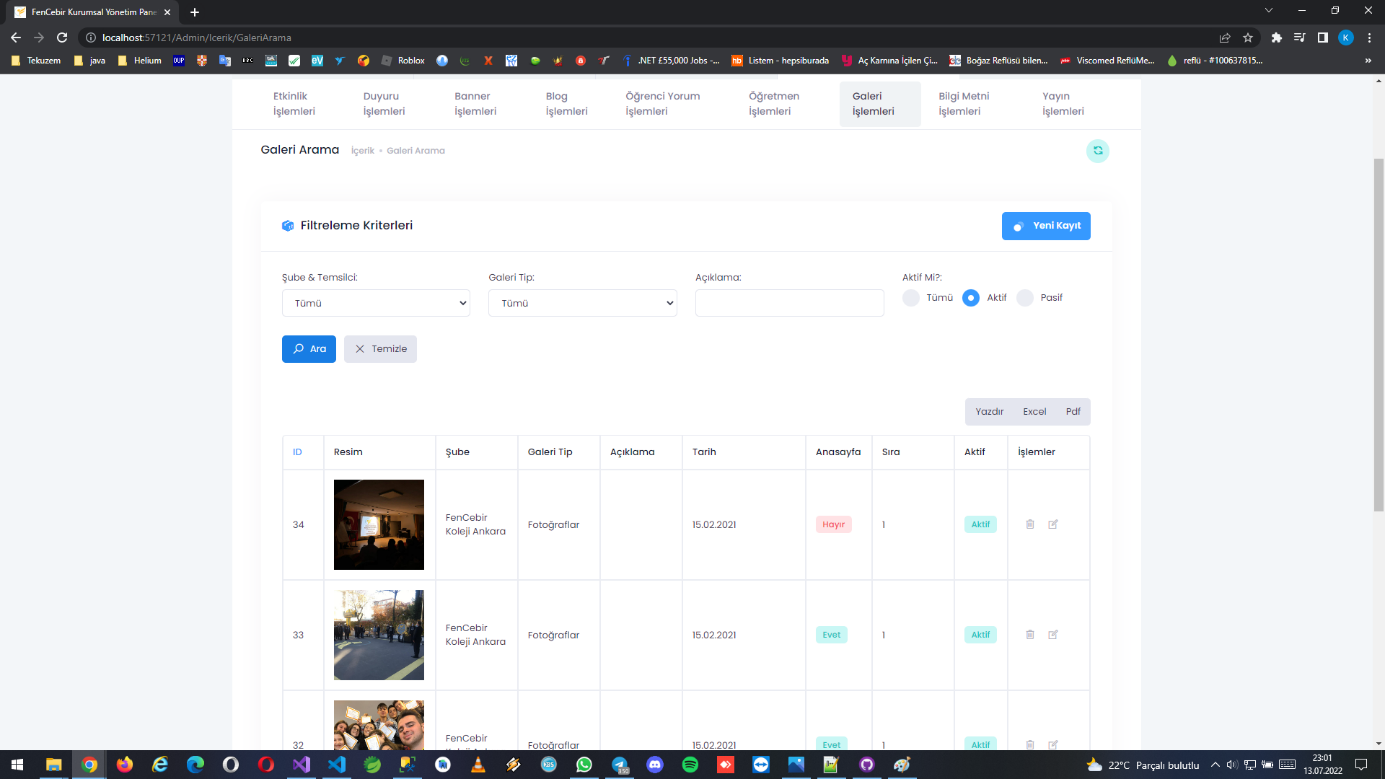 FenCebir Kurumsal Yönetim Pane
localhost:57121/Admin/Icerik/GaleriArama
K
Tekuzem java Helium Roblox .NET £55,000 Jobs -... Listem - hepsiburada Aç Karnına İçilen Çi... Boğaz Reflüsü bilen... Viscomed RefluMe... reflü - #100637815...
Etkinlik İşlemleri
Duyuru İşlemleri
Banner İşlemleri
Blog İşlemleri
Öğrenci Yorum İşlemleri
Öğretmen İşlemleri
Galeri İşlemleri
Bilgi Metni İşlemleri
Yayın İşlemleri
Galeri Arama İçerik • Galeri Arama
Filtreleme Kriterleri
Yeni Kayıt
Şube & Temsilci: Galeri Tip: Açıklama: Aktif Mi?:
Tümü Tümü Tümü Aktif Pasif
Ara Temizle
Yazdır Excel Pdf
ID Resim Şube Galeri Tip Açıklama Tarih Anasayfa Sıra Aktif İşlemler
34 FenCebir Koleji Ankara Fotoğraflar 15.02.2021 Hayır 1 Aktif
33 FenCebir Koleji Ankara Fotoğraflar 15.02.2021 Evet 1 Aktif
32 FenCebir Fotoğraflar 15.02.2021 Evet 1 Aktif
22°C Parçalı bulutlu
23:01
13.07.2022